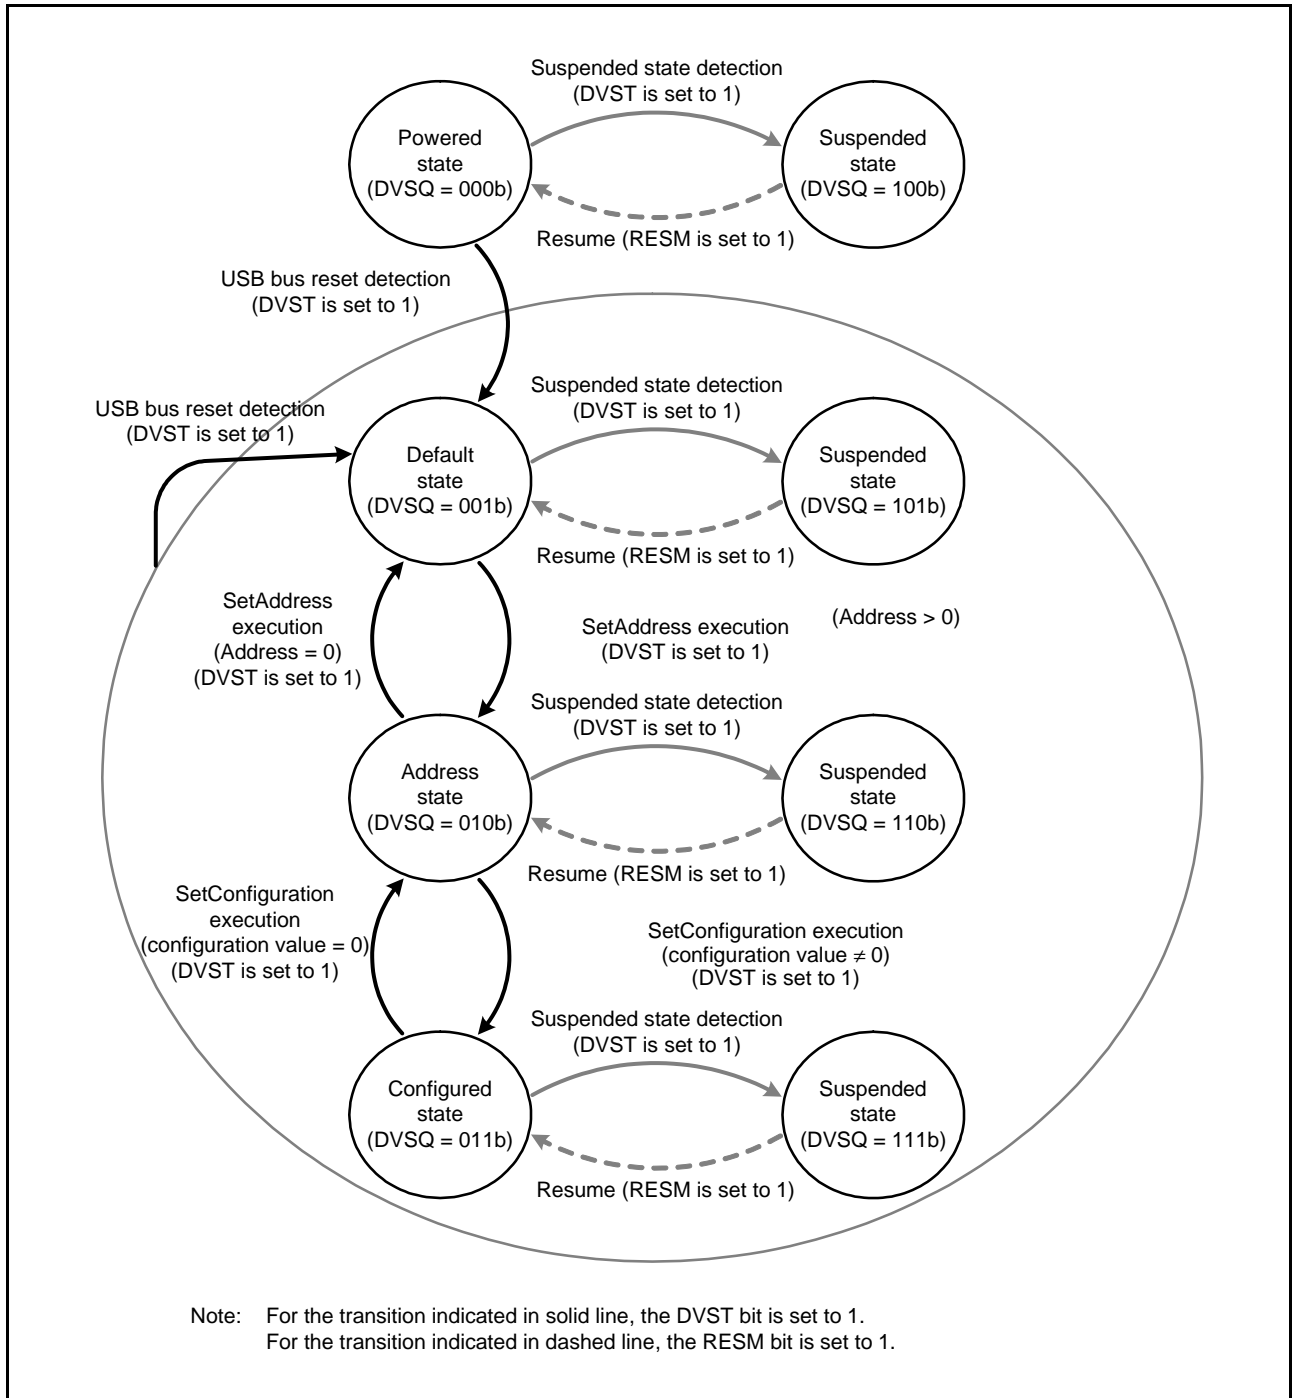 Suspended state detection
(DVST is set to 1)
Powered
state
(DVSQ = 000b)
Suspended
state
(DVSQ = 100b)
Resume (RESM is set to 1)
USB bus reset detection
(DVST is set to 1)
Suspended state detection
(DVST is set to 1)
USB bus reset detection
(DVST is set to 1)
Default
state
(DVSQ = 001b)
Suspended
state
(DVSQ = 101b)
Resume (RESM is set to 1)
SetAddress
execution
(Address = 0)
(DVST is set to 1)
SetAddress execution
(DVST is set to 1)
(Address > 0)
Suspended state detection
(DVST is set to 1)
Address
state
(DVSQ = 010b)
Suspended
state
(DVSQ = 110b)
Resume (RESM is set to 1)
SetConfiguration
execution
(configuration value = 0)
(DVST is set to 1)
SetConfiguration execution
(configuration value ≠ 0)
(DVST is set to 1)
Suspended state detection
(DVST is set to 1)
Configured
state
(DVSQ = 011b)
Suspended
state
(DVSQ = 111b)
Resume (RESM is set to 1)
Note: For the transition indicated in solid line, the DVST bit is set to 1.
For the transition indicated in dashed line, the RESM bit is set to 1.